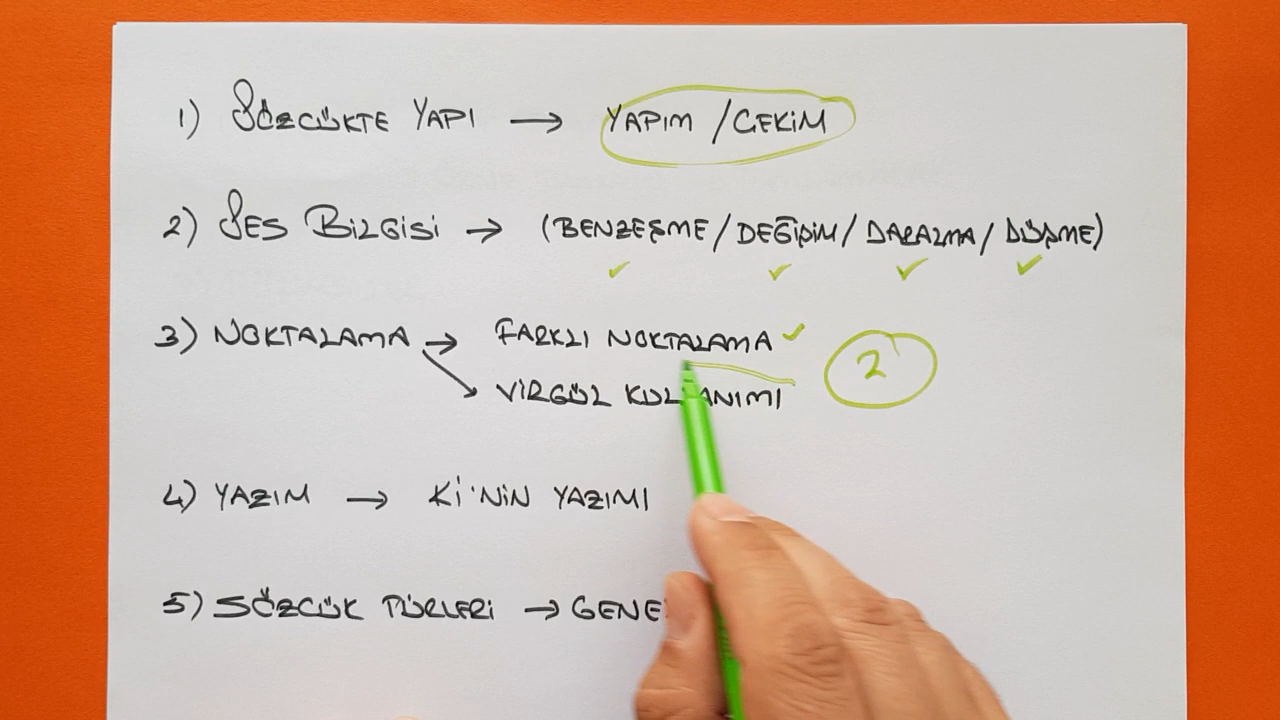 1) SÖZCÜKTE YAPI → YAPIM / ÇEKİM
2) SES BİLGİSİ → (BENZEŞME / DEĞİŞİM / DARALMA / DÜŞME)
3) NOKTALAMA → FARKLI NOKTALAMA
VİRGÜL KULLANIMI
2
4) YAZIM → Kİ'NİN YAZIMI
5) SÖZCÜK TÜRLERİ →